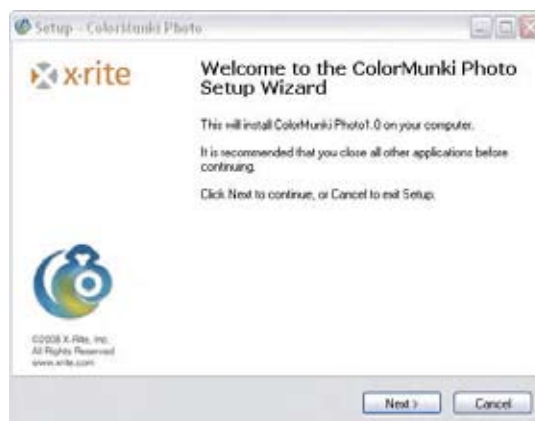 Setup - ColorMunki Photo
x·rite
Welcome to the ColorMunki Photo
Setup Wizard
This will install ColorMunki Photo1.0 on your computer.
It is recommended that you close all other applications before
continuing.
Click Next to continue, or Cancel to exit Setup.
©2008 X-Rite, Inc.
All Rights Reserved
www.xrite.com
Next >
Cancel